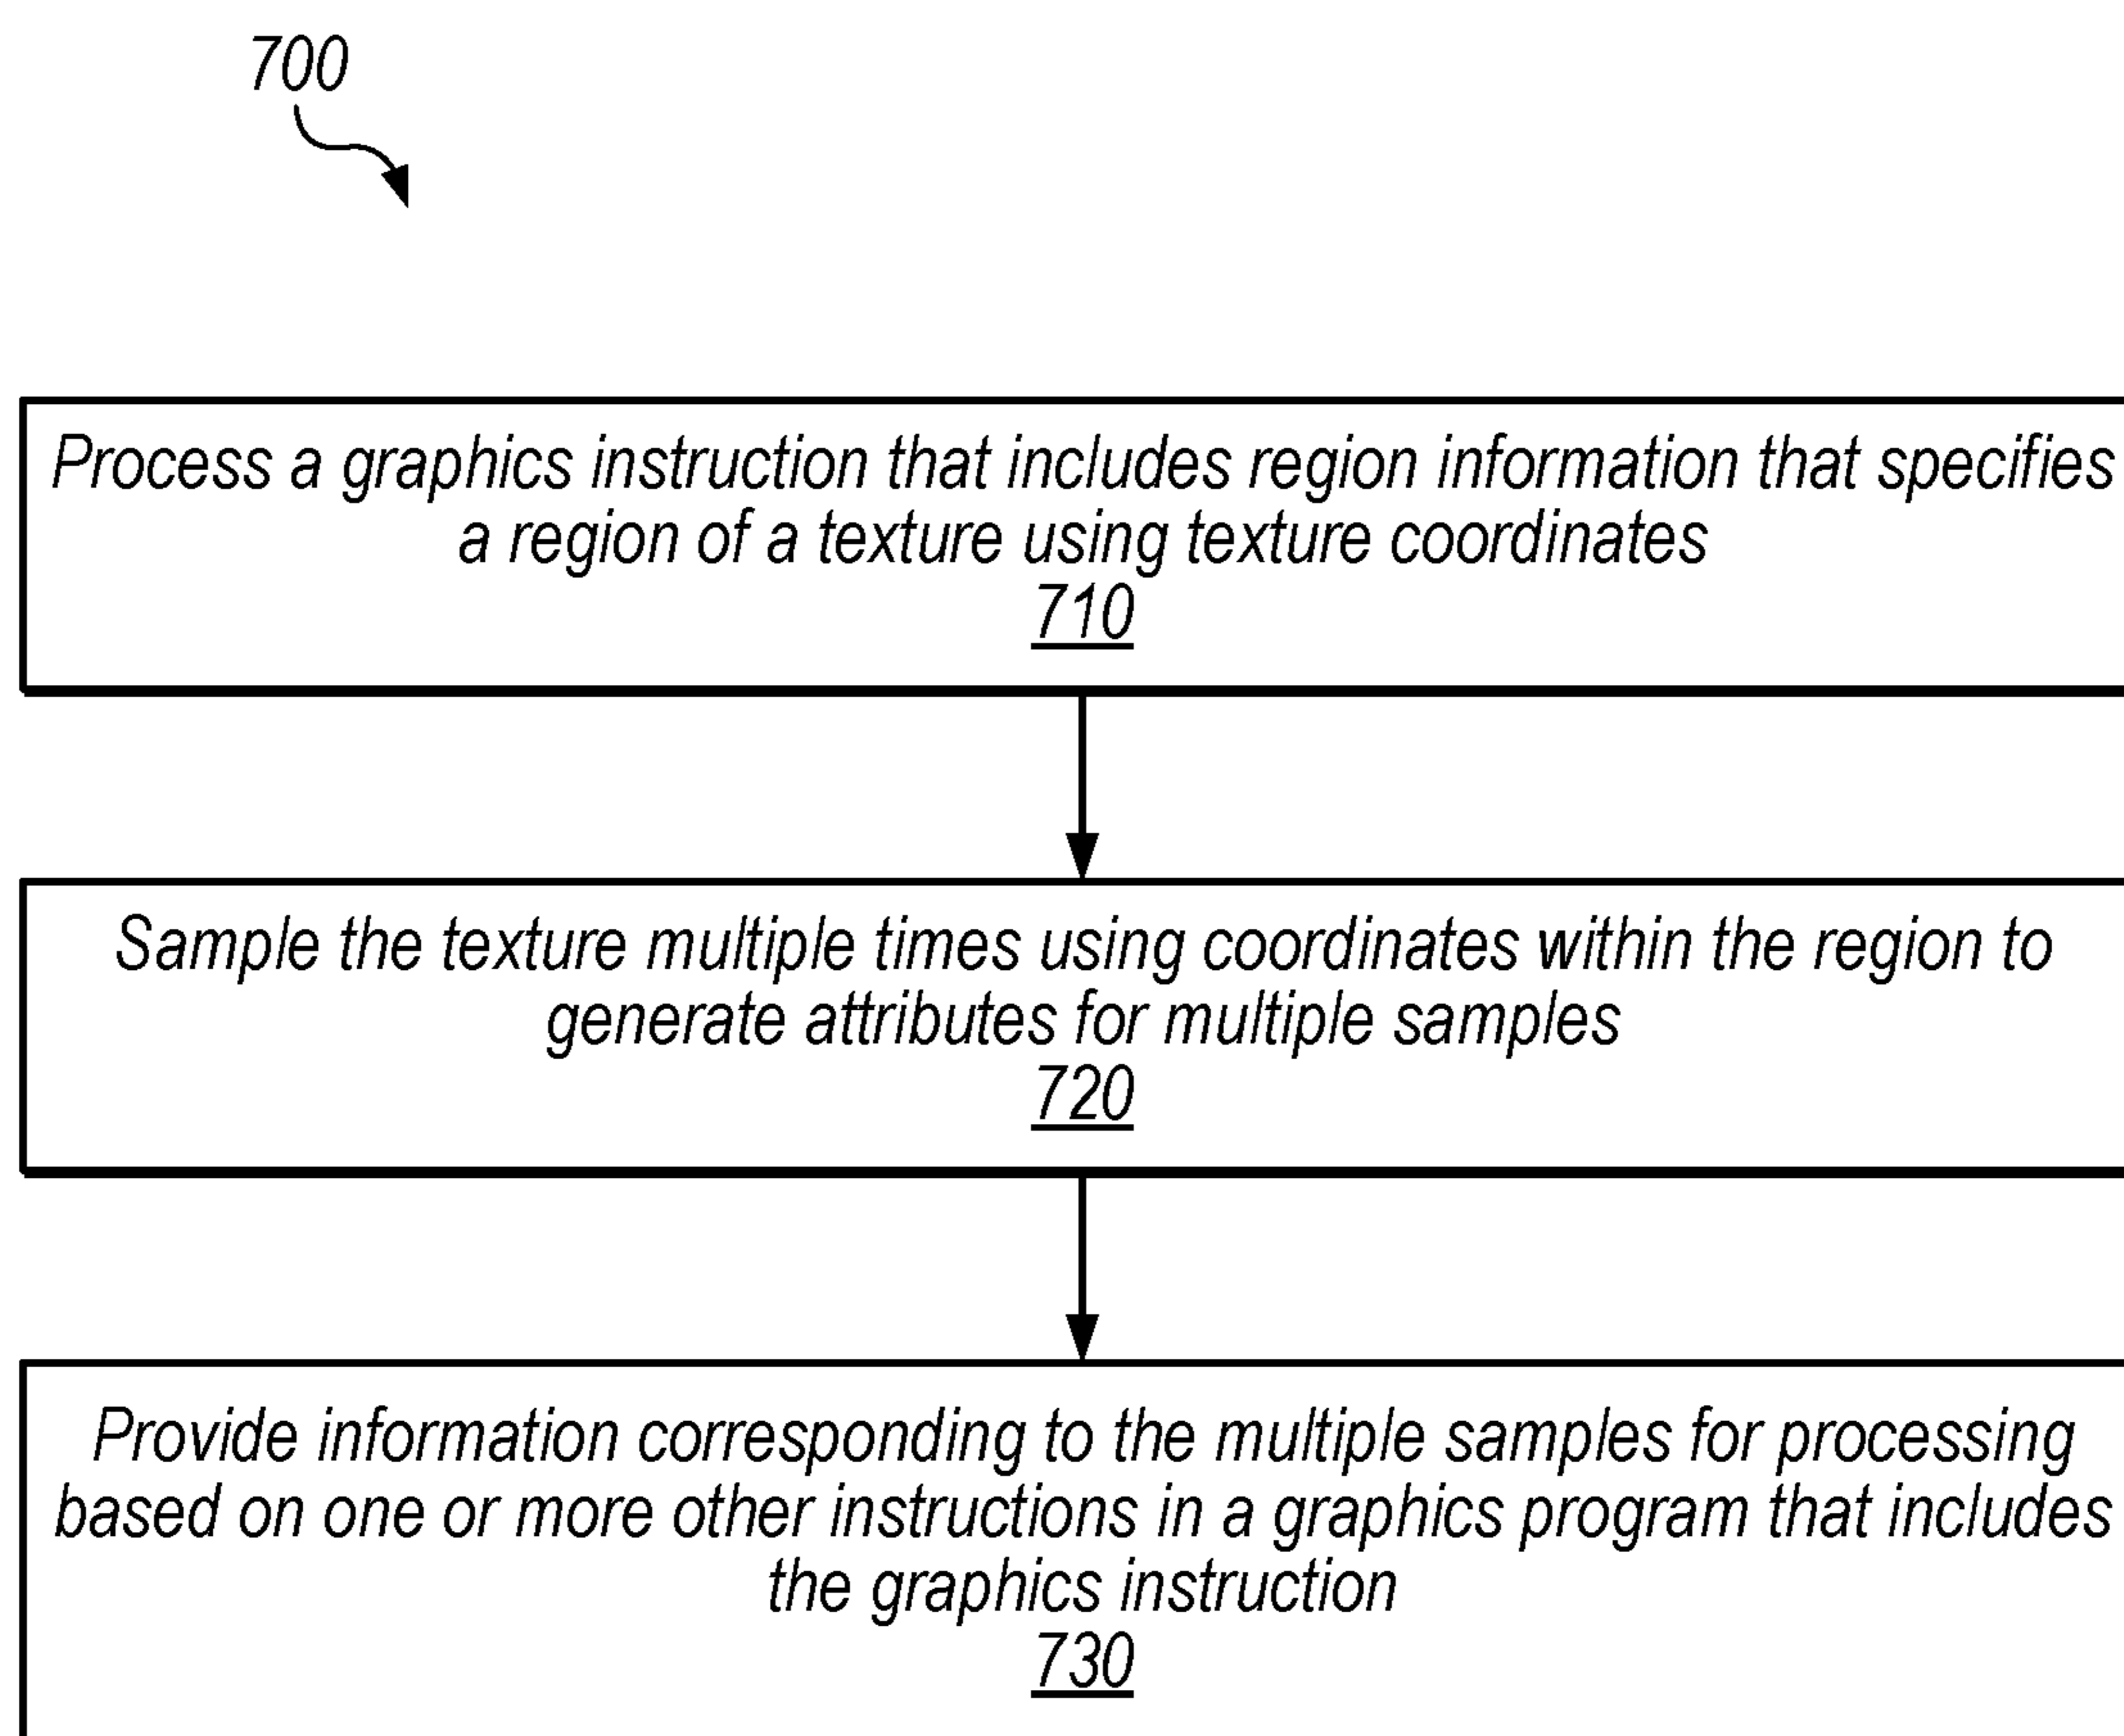 700
Process a graphics instruction that includes region information that specifies
a region of a texture using texture coordinates
710
Sample the texture multiple times using coordinates within the region to
generate attributes for multiple samples
720
Provide information corresponding to the multiple samples for processing
based on one or more other instructions in a graphics program that includes
the graphics instruction
730